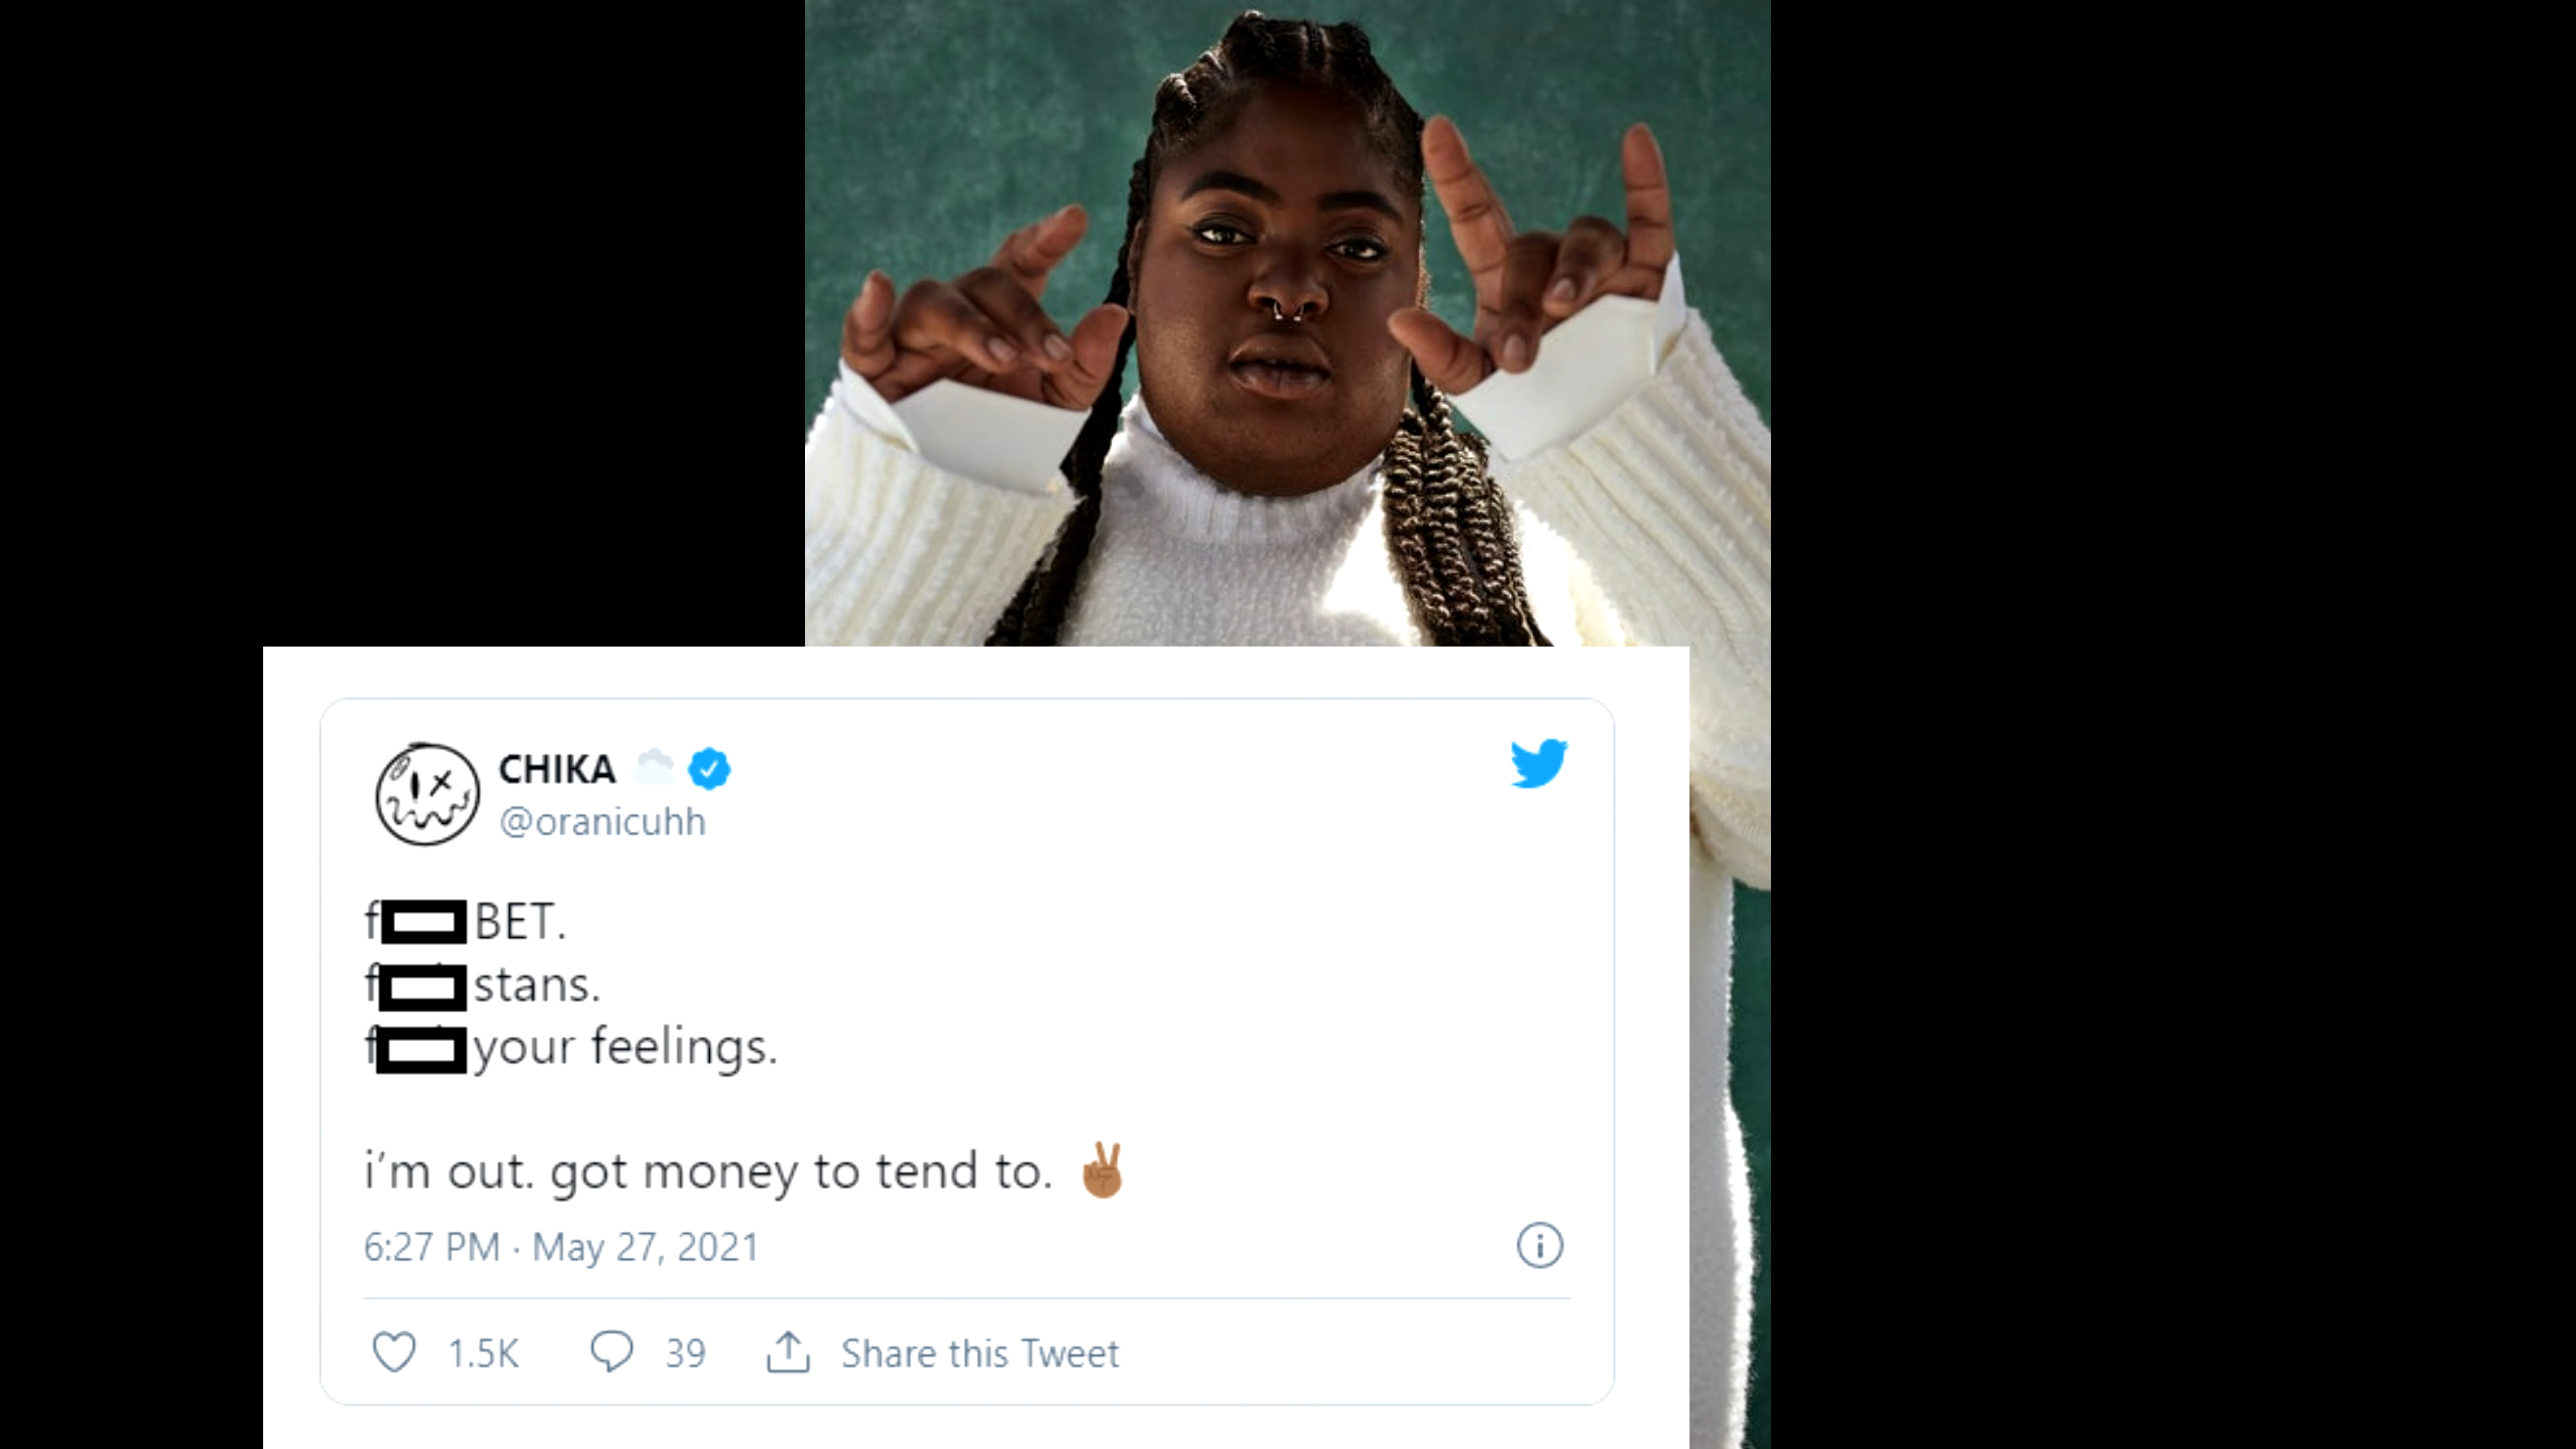 CHIKA
@oranicuhh
f BET.
f stans.
f your feelings.
i'm out. got money to tend to.
6:27 PM · May 27, 2021
1.5K 39 Share this Tweet